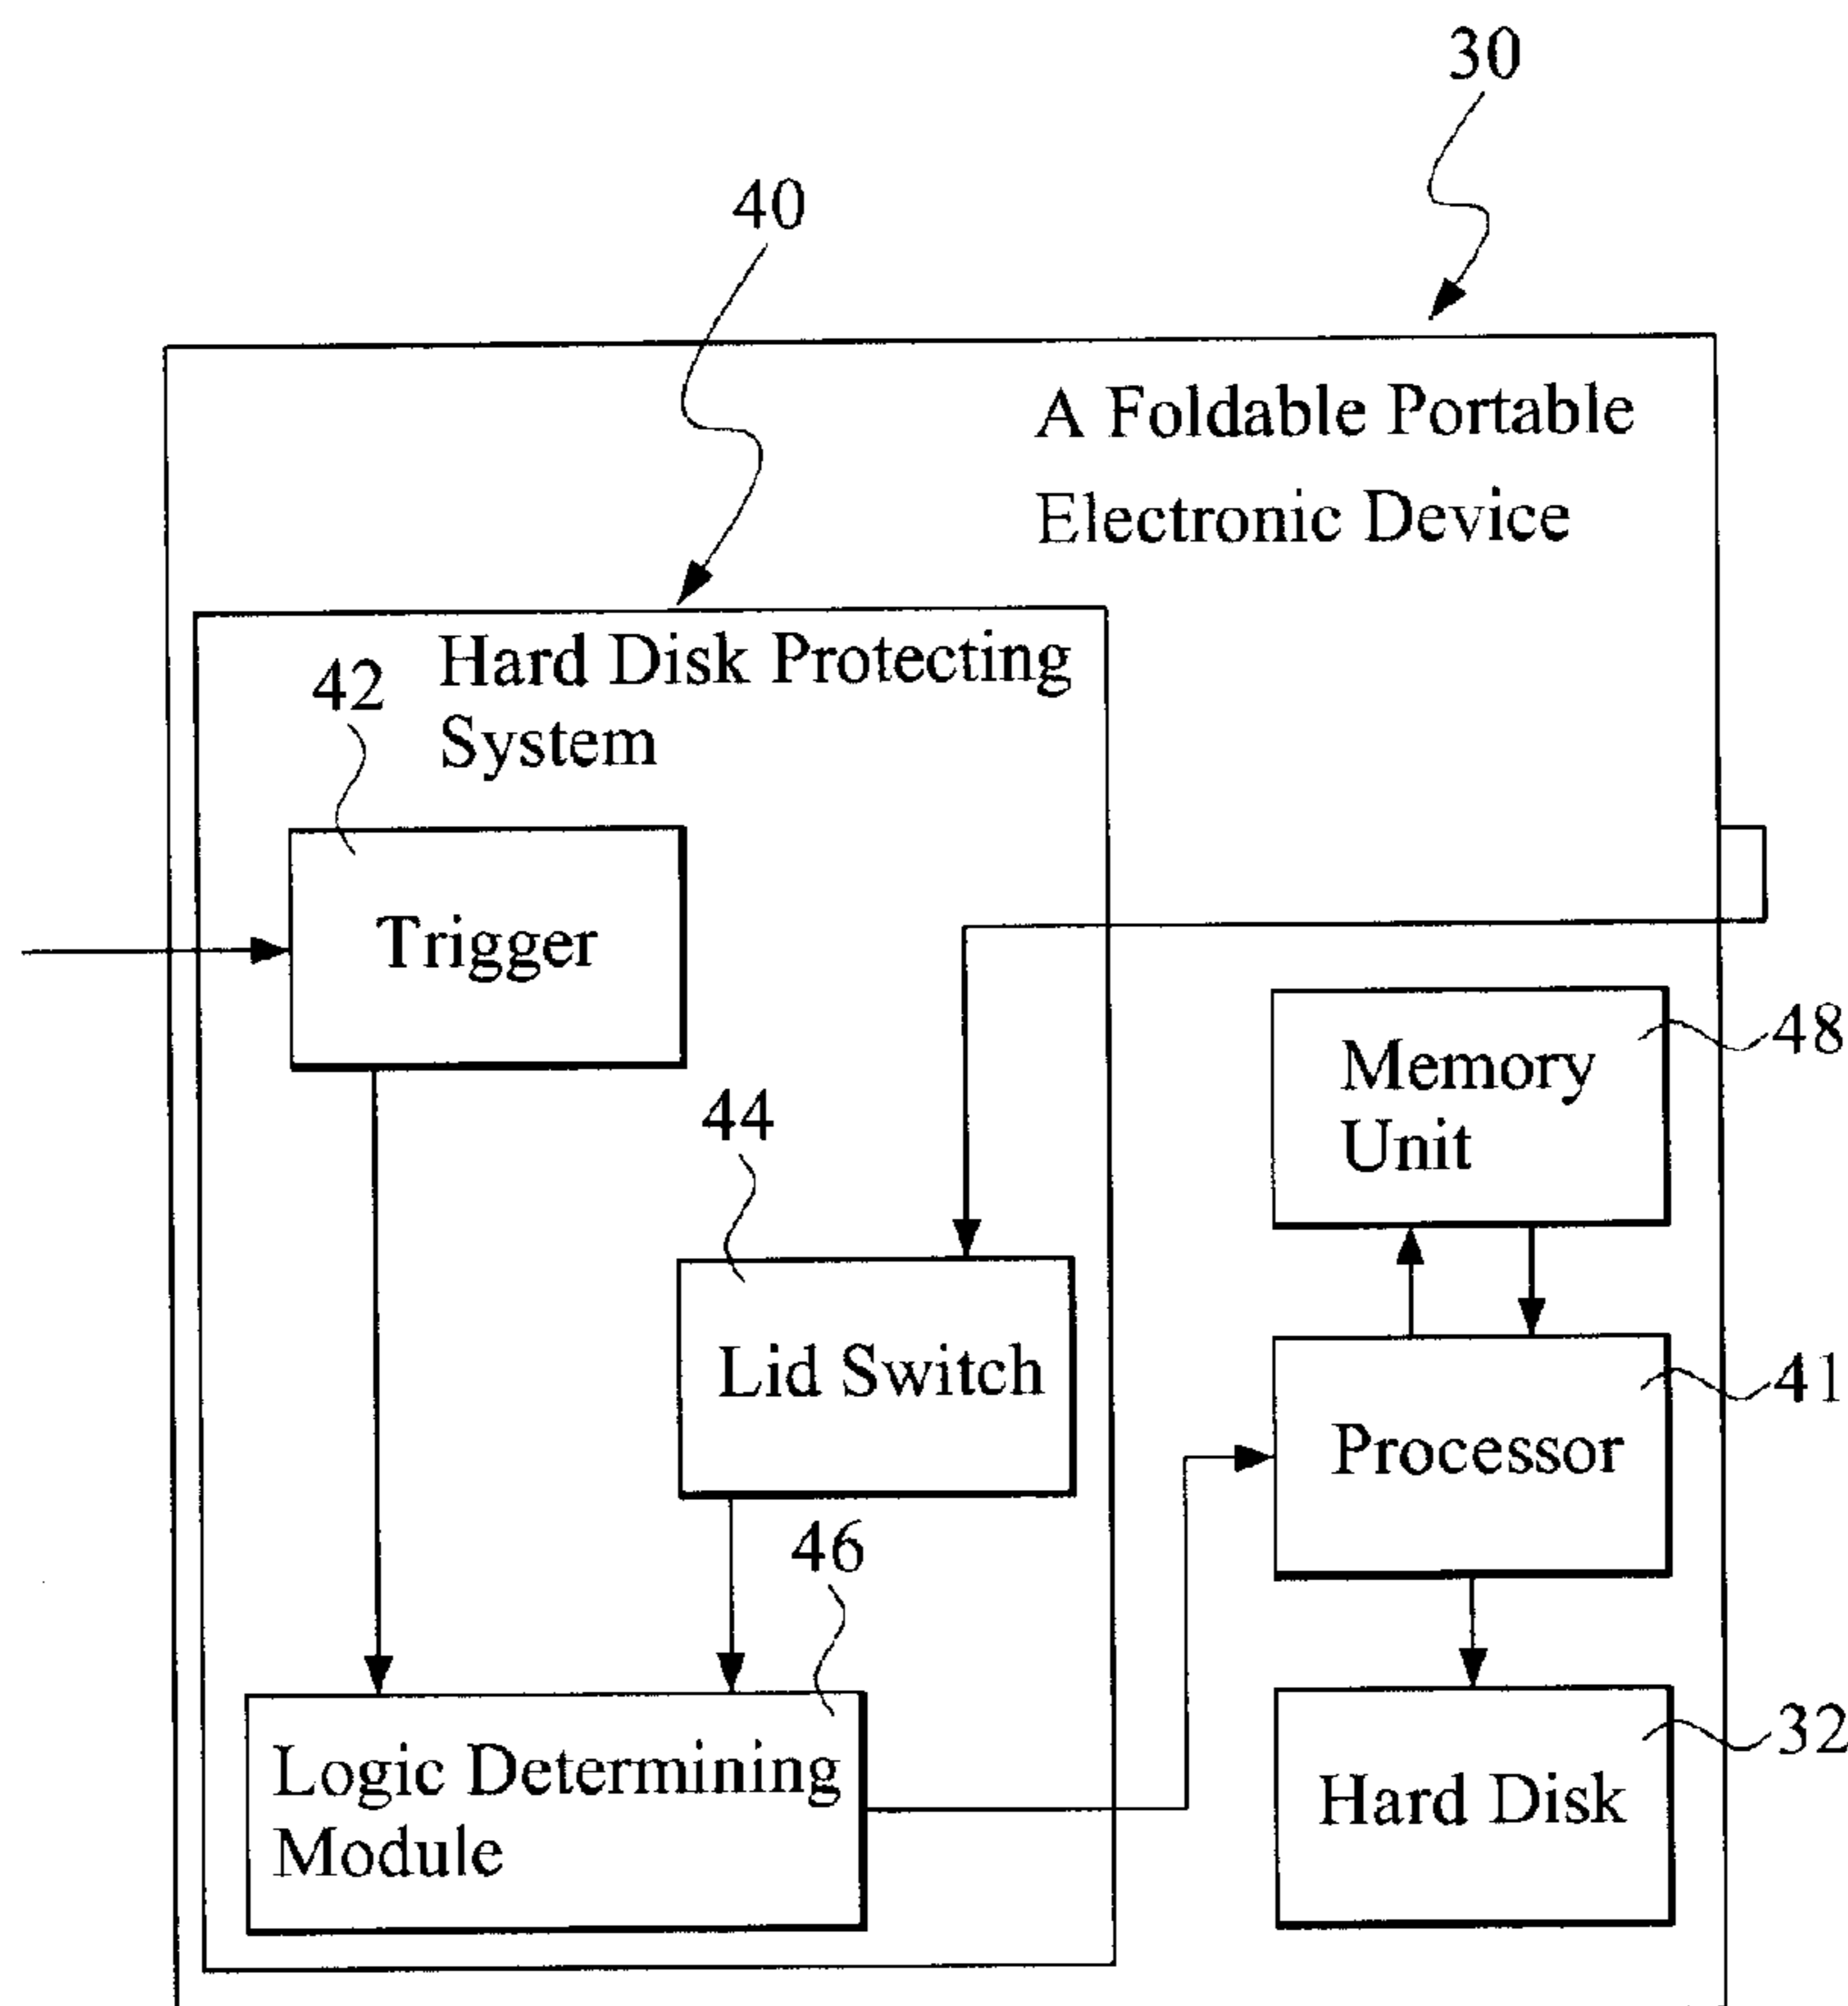 30
40
A Foldable Portable
Electronic Device
Hard Disk Protecting
System
42
Trigger
48
Memory
Unit
44
Lid Switch
41
Processor
46
Logic Determining
Module
32
Hard Disk